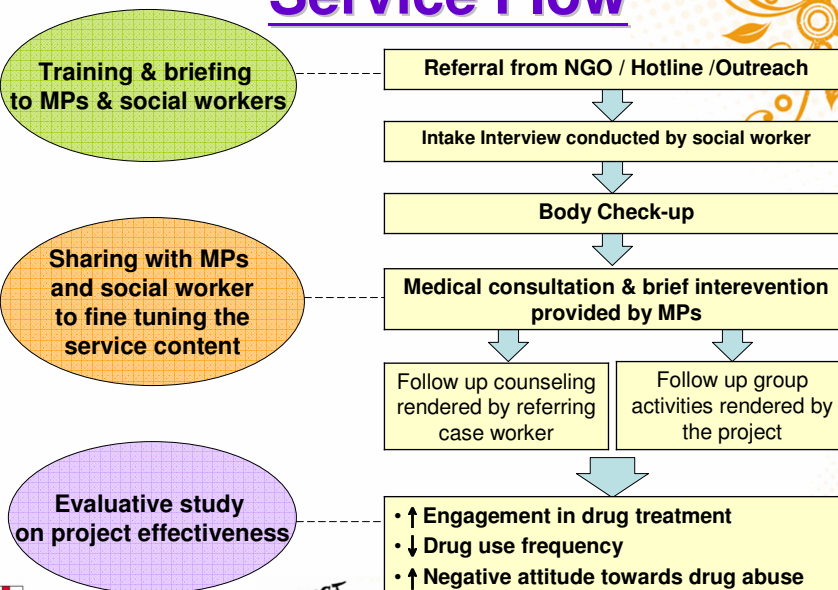 Service Flow
Training & briefing
to MPs & social workers
Referral from NGO / Hotline /Outreach
Intake Interview conducted by social worker
Body Check-up
Sharing with MPs
and social worker
to fine tuning the
service content
Medical consultation & brief interevention
provided by MPs
Follow up counseling
rendered by referring
case worker
Follow up group
activities rendered by
the project
Evaluative study
on project effectiveness
• ↑ Engagement in drug treatment
• ↓ Drug use frequency
• ↑ Negative attitude towards drug abuse